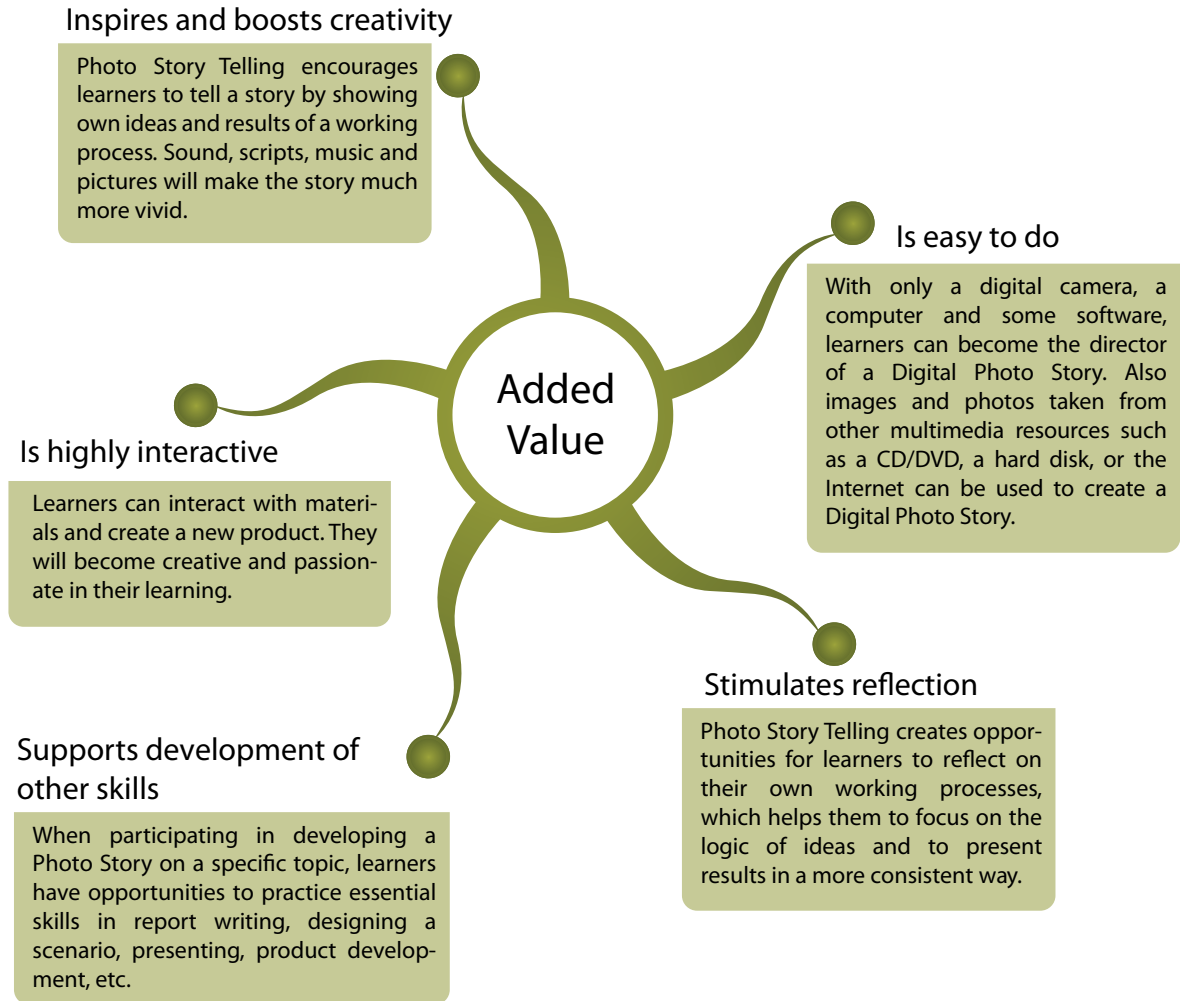 Inspires and boosts creativity
Photo Story Telling encourages
learners to tell a story by showing
own ideas and results of a working
process. Sound, scripts, music and
pictures will make the story much
more vivid.
Is easy to do
With only a digital camera, a
computer and some software,
learners can become the director
of a Digital Photo Story. Also
images and photos taken from
other multimedia resources such
as a CD/DVD, a hard disk, or the
Internet can be used to create a
Digital Photo Story.
Added
Value
Is highly interactive
Learners can interact with materi-
als and create a new product. They
will become creative and passion-
ate in their learning.
Stimulates reflection
Photo Story Telling creates oppor-
tunities for learners to reflect on
their own working processes,
which helps them to focus on the
logic of ideas and to present
results in a more consistent way.
Supports development of
other skills
When participating in developing a
Photo Story on a specific topic, learners
have opportunities to practice essential
skills in report writing, designing a
scenario, presenting, product develop-
ment, etc.